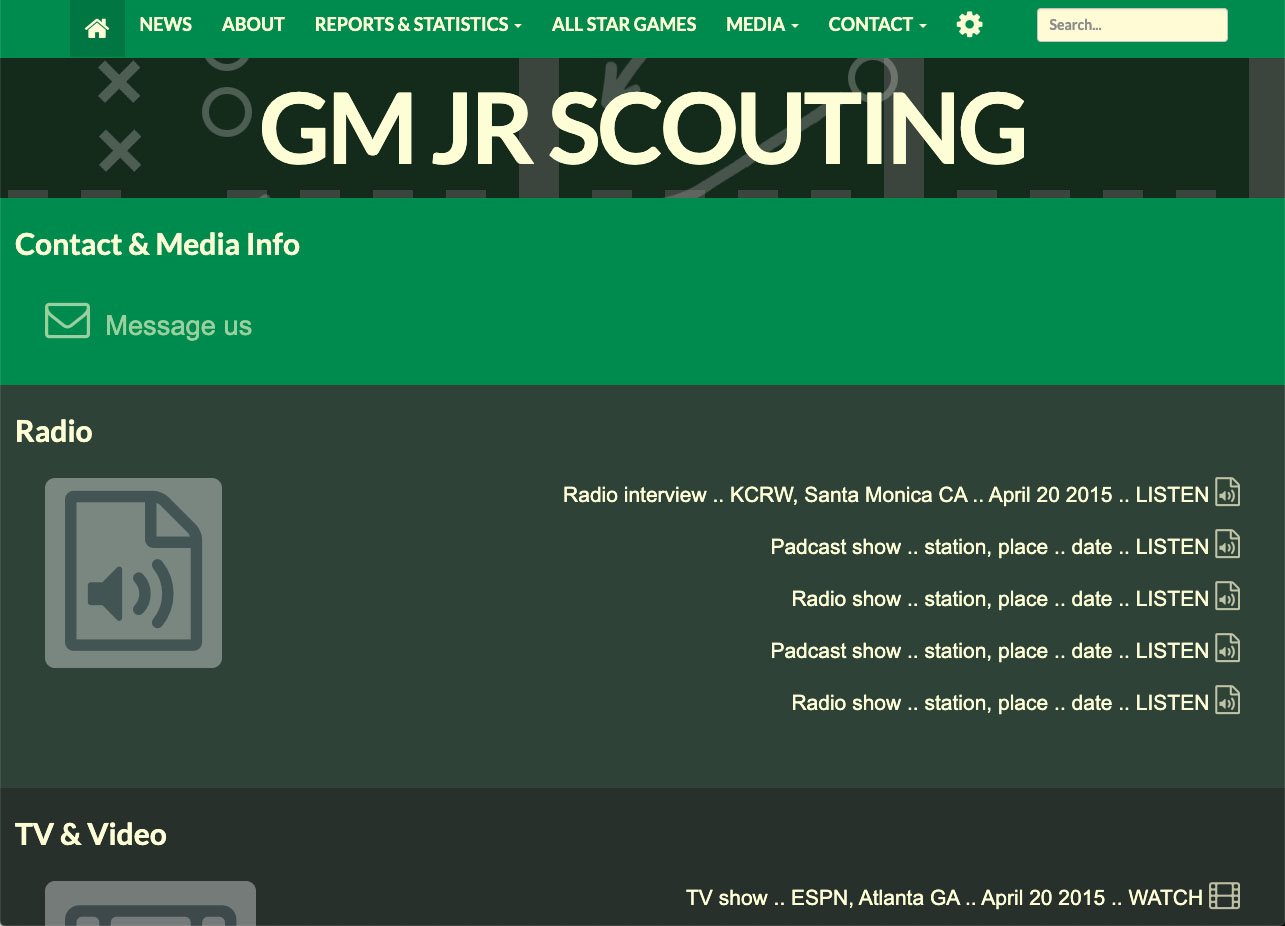 NEWS ABOUT REPORTS & STATISTICS ALL STAR GAMES MEDIA CONTACT Search...
GM JR SCOUTING
Contact & Media Info
Message us
Radio
Radio interview .. KCRW, Santa Monica CA .. April 20 2015 .. LISTEN
Padcast show .. station, place .. date .. LISTEN
Radio show .. station, place .. date .. LISTEN
Padcast show .. station, place .. date .. LISTEN
Radio show .. station, place .. date .. LISTEN
TV & Video
TV show .. ESPN, Atlanta GA .. April 20 2015 .. WATCH